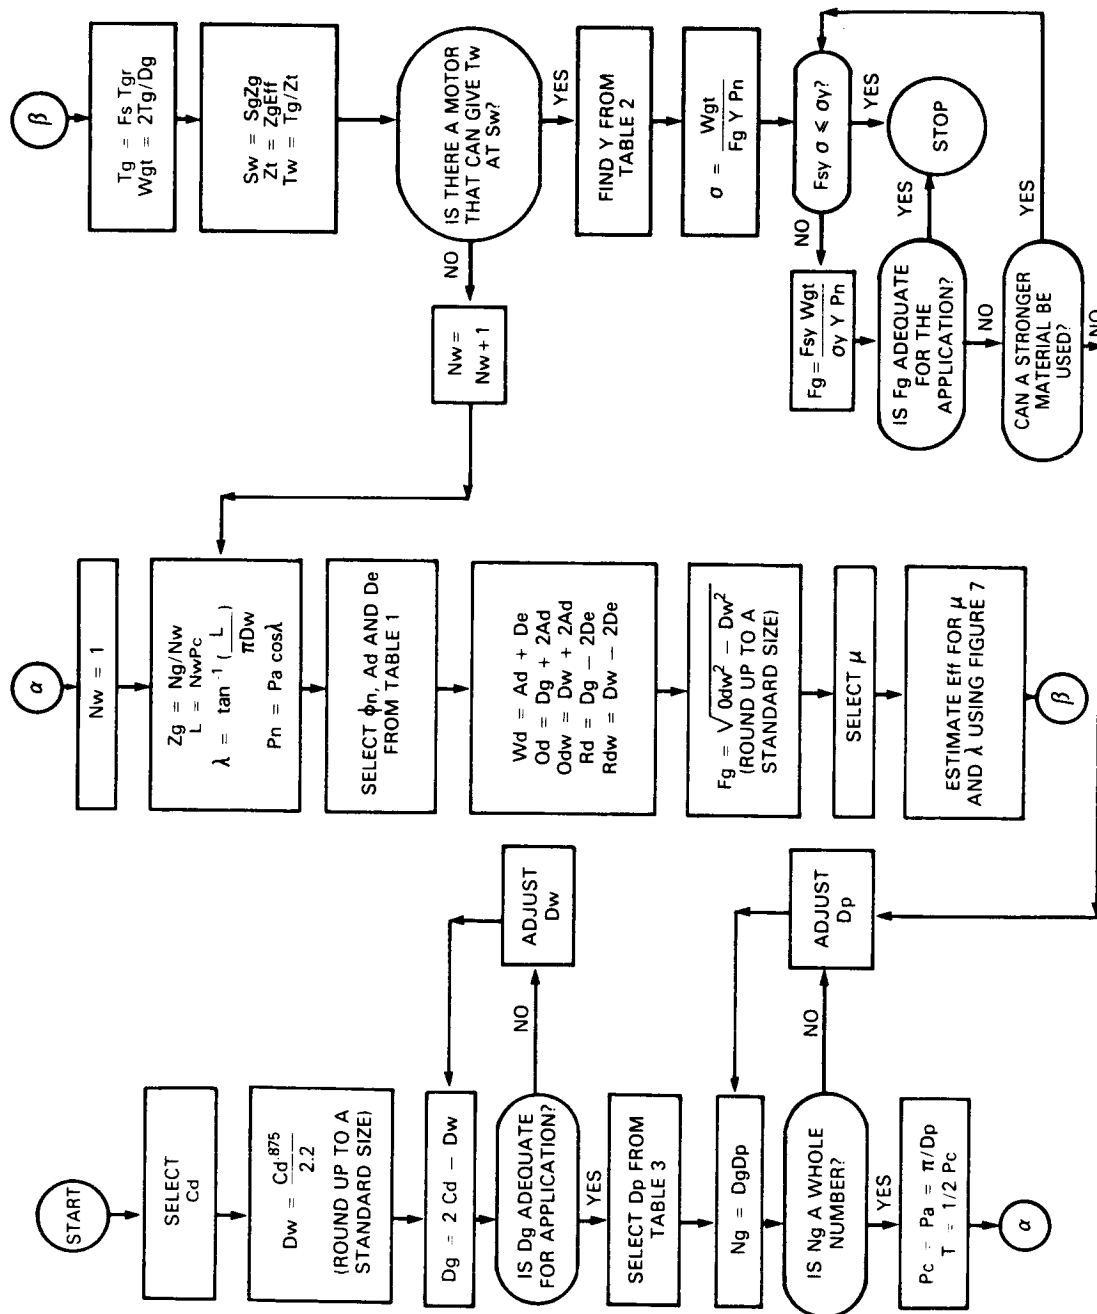 START
SELECT
Cd
Dw = Cd^.875 / 2.2
(ROUND UP TO A
STANDARD SIZE)
Dg = 2 Cd − Dw
IS Dg ADEQUATE
FOR APPLICATION?
NO
ADJUST
Dw
YES
SELECT Dp FROM
TABLE 3
Ng = DgDp
IS Ng A WHOLE
NUMBER?
NO
ADJUST
Dp
YES
Pc = Pa = π/Dp
T = 1/2 Pc
α
α
Nw = 1
Zg = Ng/Nw
L = NwPc
λ = tan⁻¹ (L / πDw)
Pn = Pa cosλ
SELECT ϕn, Ad AND De
FROM TABLE 1
Wd = Ad + De
Od = Dg + 2Ad
Odw = Dw + 2Ad
Rd = Dg − 2De
Rdw = Dw − 2De
Fg = √(Odw² − Dw²)
(ROUND UP TO A
STANDARD SIZE)
SELECT μ
ESTIMATE Eff FOR μ
AND λ USING FIGURE 7
β
β
Tg = Fs Tgr
Wgt = 2Tg/Dg
Sw = SgZg
Zt = ZgEff
Tw = Tg/Zt
IS THERE A MOTOR
THAT CAN GIVE Tw
AT Sw?
NO
Nw =
Nw + 1
YES
FIND Y FROM
TABLE 2
σ = Wgt / Fg Y Pn
Fsy σ ⩽ σy?
YES
STOP
NO
Fg = Fsy Wgt / σy Y Pn
IS Fg ADEQUATE
FOR THE
APPLICATION?
YES
NO
CAN A STRONGER
MATERIAL BE
USED?
YES
NO